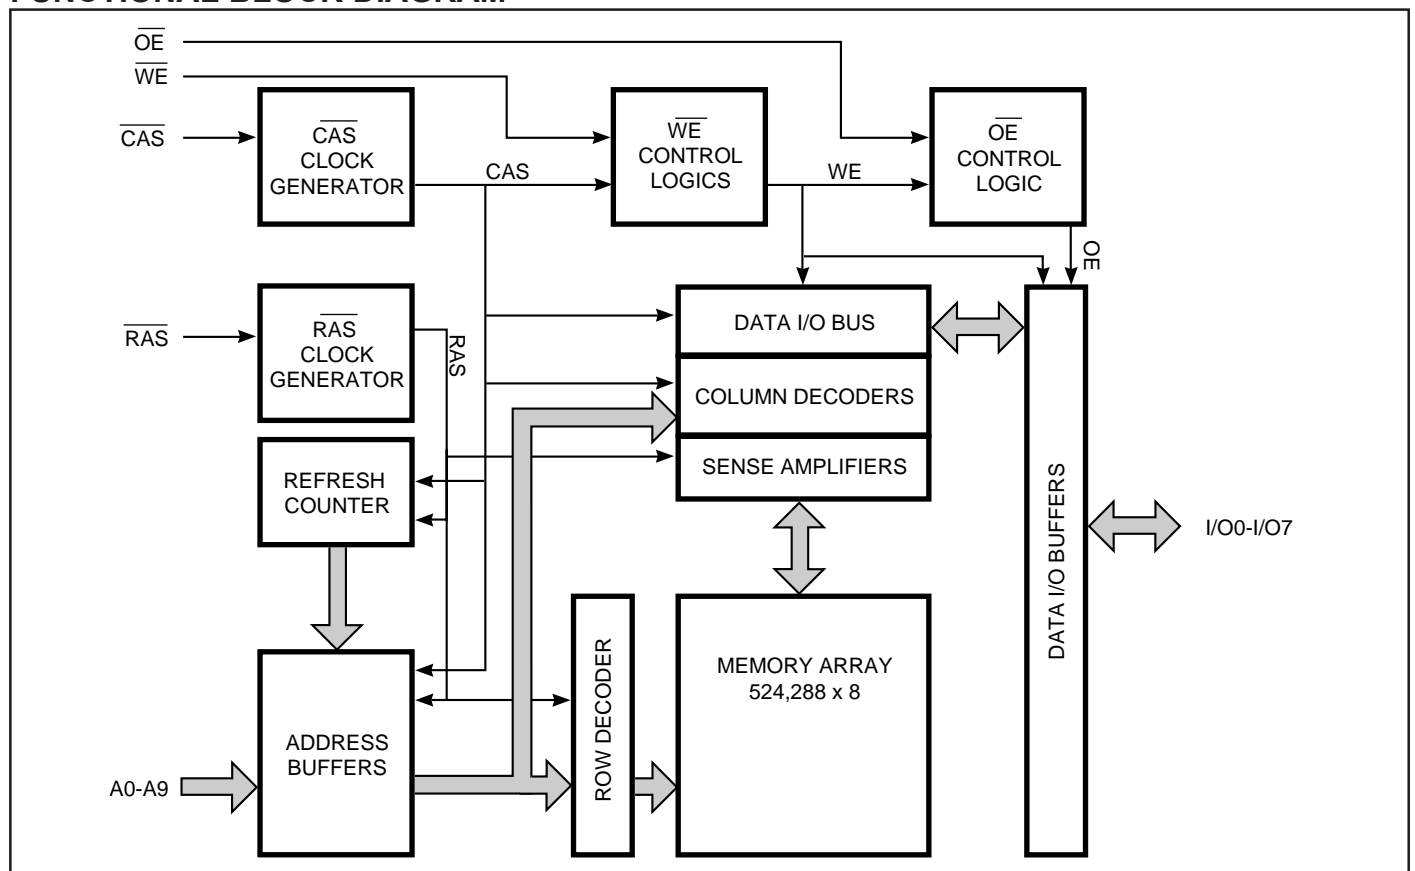 FUNCTIONAL BLOCK DIAGRAM
OE
WE
CAS
CAS
CLOCK
GENERATOR
CAS
WE
CONTROL
LOGICS
WE
OE
CONTROL
LOGIC
OE
RAS
RAS
CLOCK
GENERATOR
RAS
DATA I/O BUS
COLUMN DECODERS
SENSE AMPLIFIERS
REFRESH
COUNTER
DATA I/O BUFFERS
I/O0-I/O7
ADDRESS
BUFFERS
A0-A9
ROW DECODER
MEMORY ARRAY
524,288 x 8